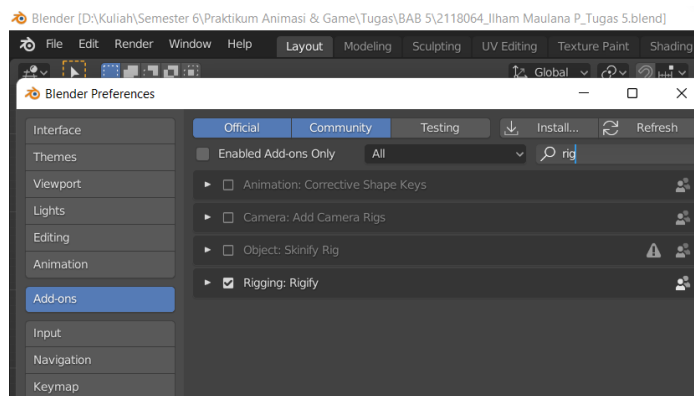 Blender [D:\Kuliah\Semester 6\Praktikum Animasi & Game\Tugas\BAB 5\2118064_Ilham Maulana P_Tugas 5.blend]
File Edit Render Window Help Layout Modeling Sculpting UV Editing Texture Paint Shading
Global
Blender Preferences
Interface
Themes
Viewport
Lights
Editing
Animation
Add-ons
Input
Navigation
Keymap
Official Community Testing Install... Refresh
Enabled Add-ons Only All rig
Animation: Corrective Shape Keys
Camera: Add Camera Rigs
Object: Skinify Rig
Rigging: Rigify